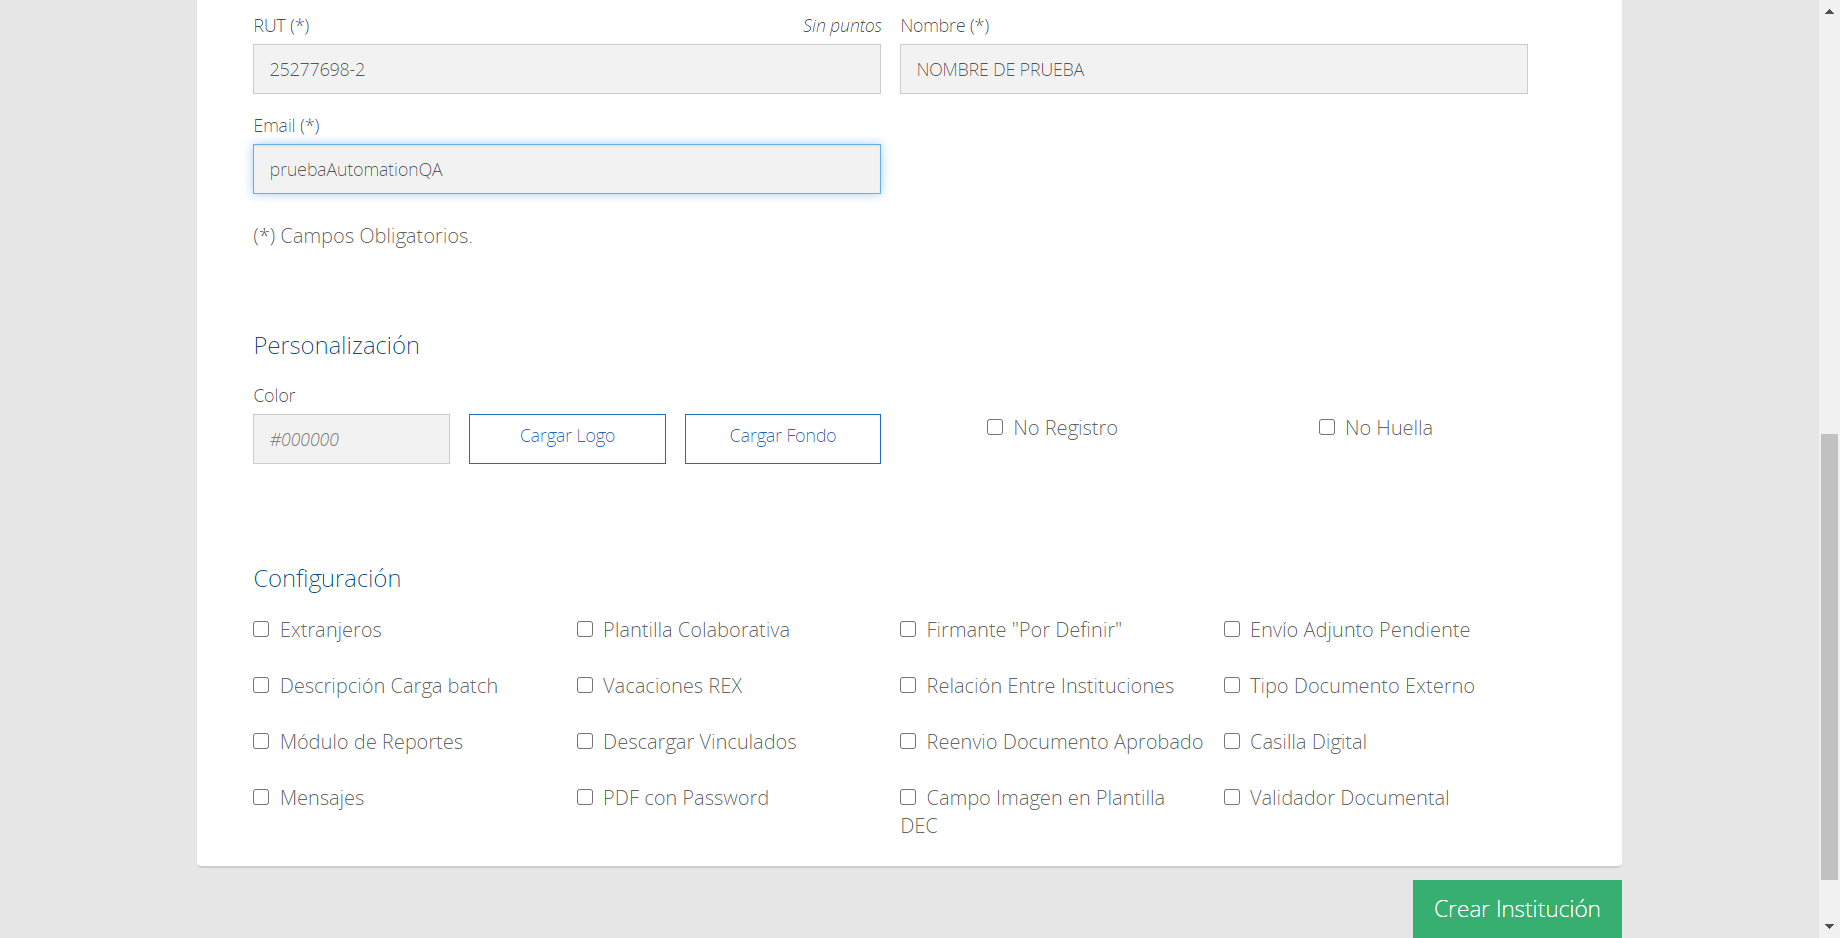 RUT (*) Sin puntos Nombre (*)
25277698-2 NOMBRE DE PRUEBA
Email (*)
pruebaAutomationQA
(*) Campos Obligatorios.
Personalización
Color
#000000 Cargar Logo Cargar Fondo No Registro No Huella
Configuración
Extranjeros Plantilla Colaborativa Firmante "Por Definir" Envío Adjunto Pendiente
Descripción Carga batch Vacaciones REX Relación Entre Instituciones Tipo Documento Externo
Módulo de Reportes Descargar Vinculados Reenvio Documento Aprobado Casilla Digital
Mensajes PDF con Password Campo Imagen en Plantilla Validador Documental
DEC
Crear Institución